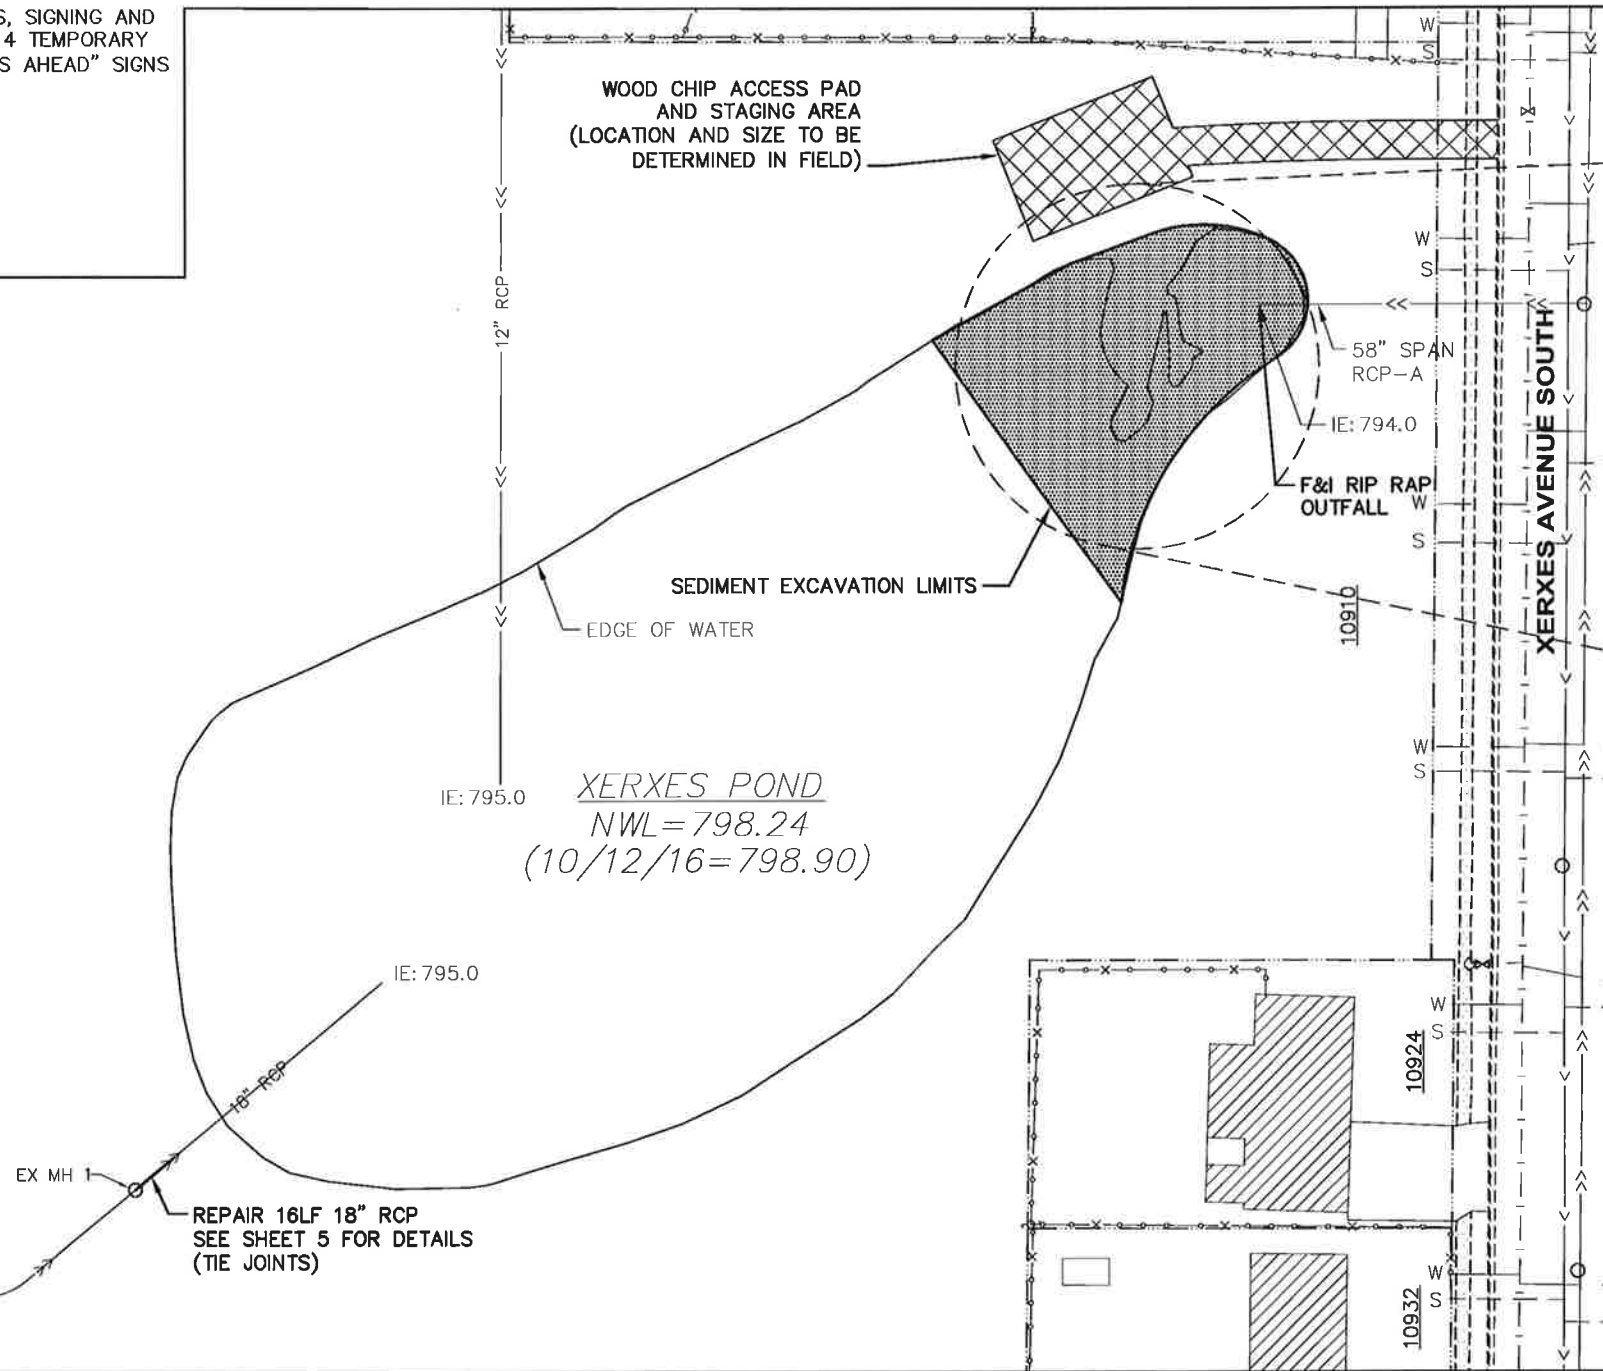 S, SIGNING AND
4 TEMPORARY
S AHEAD" SIGNS
WOOD CHIP ACCESS PAD
AND STAGING AREA
(LOCATION AND SIZE TO BE
DETERMINED IN FIELD)
12" RCP
W
S
W
S
58" SPAN
RCP-A
IE: 794.0
F&I RIP RAP
OUTFALL
W
S
XERXES AVENUE SOUTH
SEDIMENT EXCAVATION LIMITS
10910
EDGE OF WATER
W
S
IE: 795.0
XERXES POND
NWL=798.24
(10/12/16=798.90)
IE: 795.0
18" RCP
EX MH 1
REPAIR 16LF 18" RCP
SEE SHEET 5 FOR DETAILS
(TIE JOINTS)
W
S
10924
W
S
10932